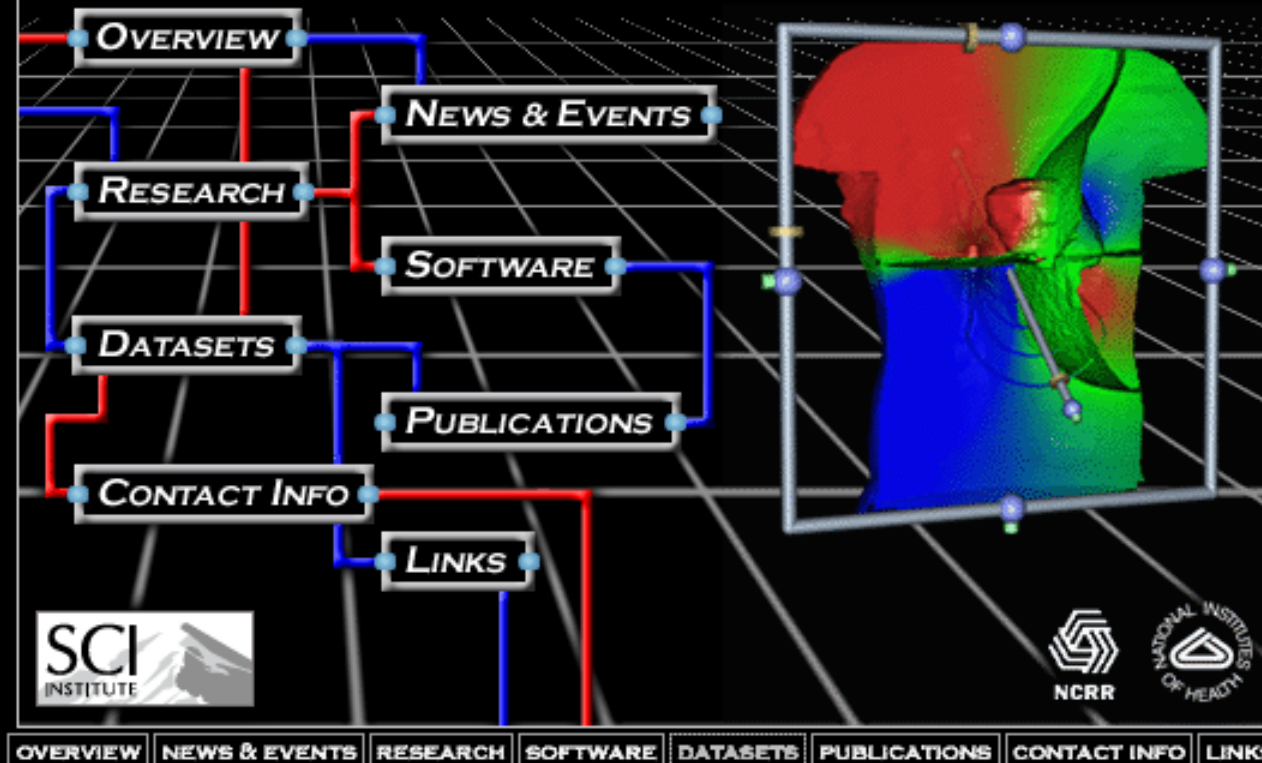 OVERVIEW
NEWS & EVENTS
RESEARCH
SOFTWARE
DATASETS
PUBLICATIONS
CONTACT INFO
LINKS
SCI
INSTITUTE
NCRR
NATIONAL INSTITUTES OF HEALTH
OVERVIEW NEWS & EVENTS RESEARCH SOFTWARE DATASETS PUBLICATIONS CONTACT INFO LINKS